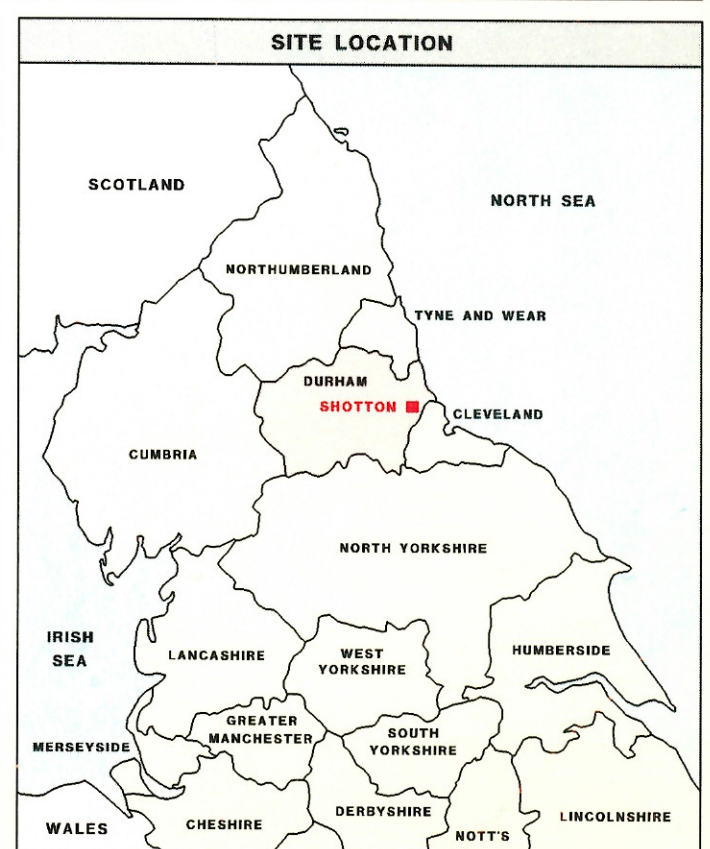 SITE LOCATION
SCOTLAND
NORTH SEA
NORTHUMBERLAND
TYNE AND WEAR
DURHAM
SHOTTON
CLEVELAND
CUMBRIA
NORTH YORKSHIRE
IRISH
SEA
LANCASHIRE
WEST
YORKSHIRE
HUMBERSIDE
GREATER
MANCHESTER
SOUTH
YORKSHIRE
MERSEYSIDE
DERBYSHIRE
LINCOLNSHIRE
WALES
CHESHIRE
NOTT'S